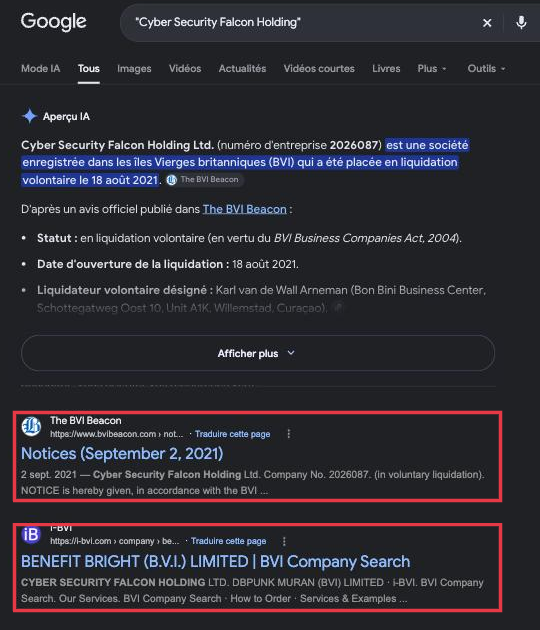 Google
"Cyber Security Falcon Holding"
Mode IA Tous Images Vidéos Actualités Vidéos courtes Livres Plus Outils
Aperçu IA
Cyber Security Falcon Holding Ltd. (numéro d'entreprise 2026087) est une société
enregistrée dans les îles Vierges britanniques (BVI) qui a été placée en liquidation
volontaire le 18 août 2021. The BVI Beacon
D'après un avis officiel publié dans The BVI Beacon :
• Statut : en liquidation volontaire (en vertu du BVI Business Companies Act, 2004).
• Date d'ouverture de la liquidation : 18 août 2021.
• Liquidateur volontaire désigné : Karl van de Wall Arneman (Bon Bini Business Center,
Schottegatweg Oost 10, Unit A1K, Willemstad, Curaçao).
Afficher plus
The BVI Beacon
https://www.bvibeacon.com › not... · Traduire cette page
Notices (September 2, 2021)
2 sept. 2021 — Cyber Security Falcon Holding Ltd. Company No. 2026087. (in voluntary liquidation).
NOTICE is hereby given, in accordance with the BVI ...
iB
i-BVI
https://i-bvi.com › company › be... · Traduire cette page
BENEFIT BRIGHT (B.V.I.) LIMITED | BVI Company Search
CYBER SECURITY FALCON HOLDING LTD. DBPUNK MURAN (BVI) LIMITED · i-BVI. BVI Company
Search. Our Services. BVI Company Search · How to Order · Services & Examples ...